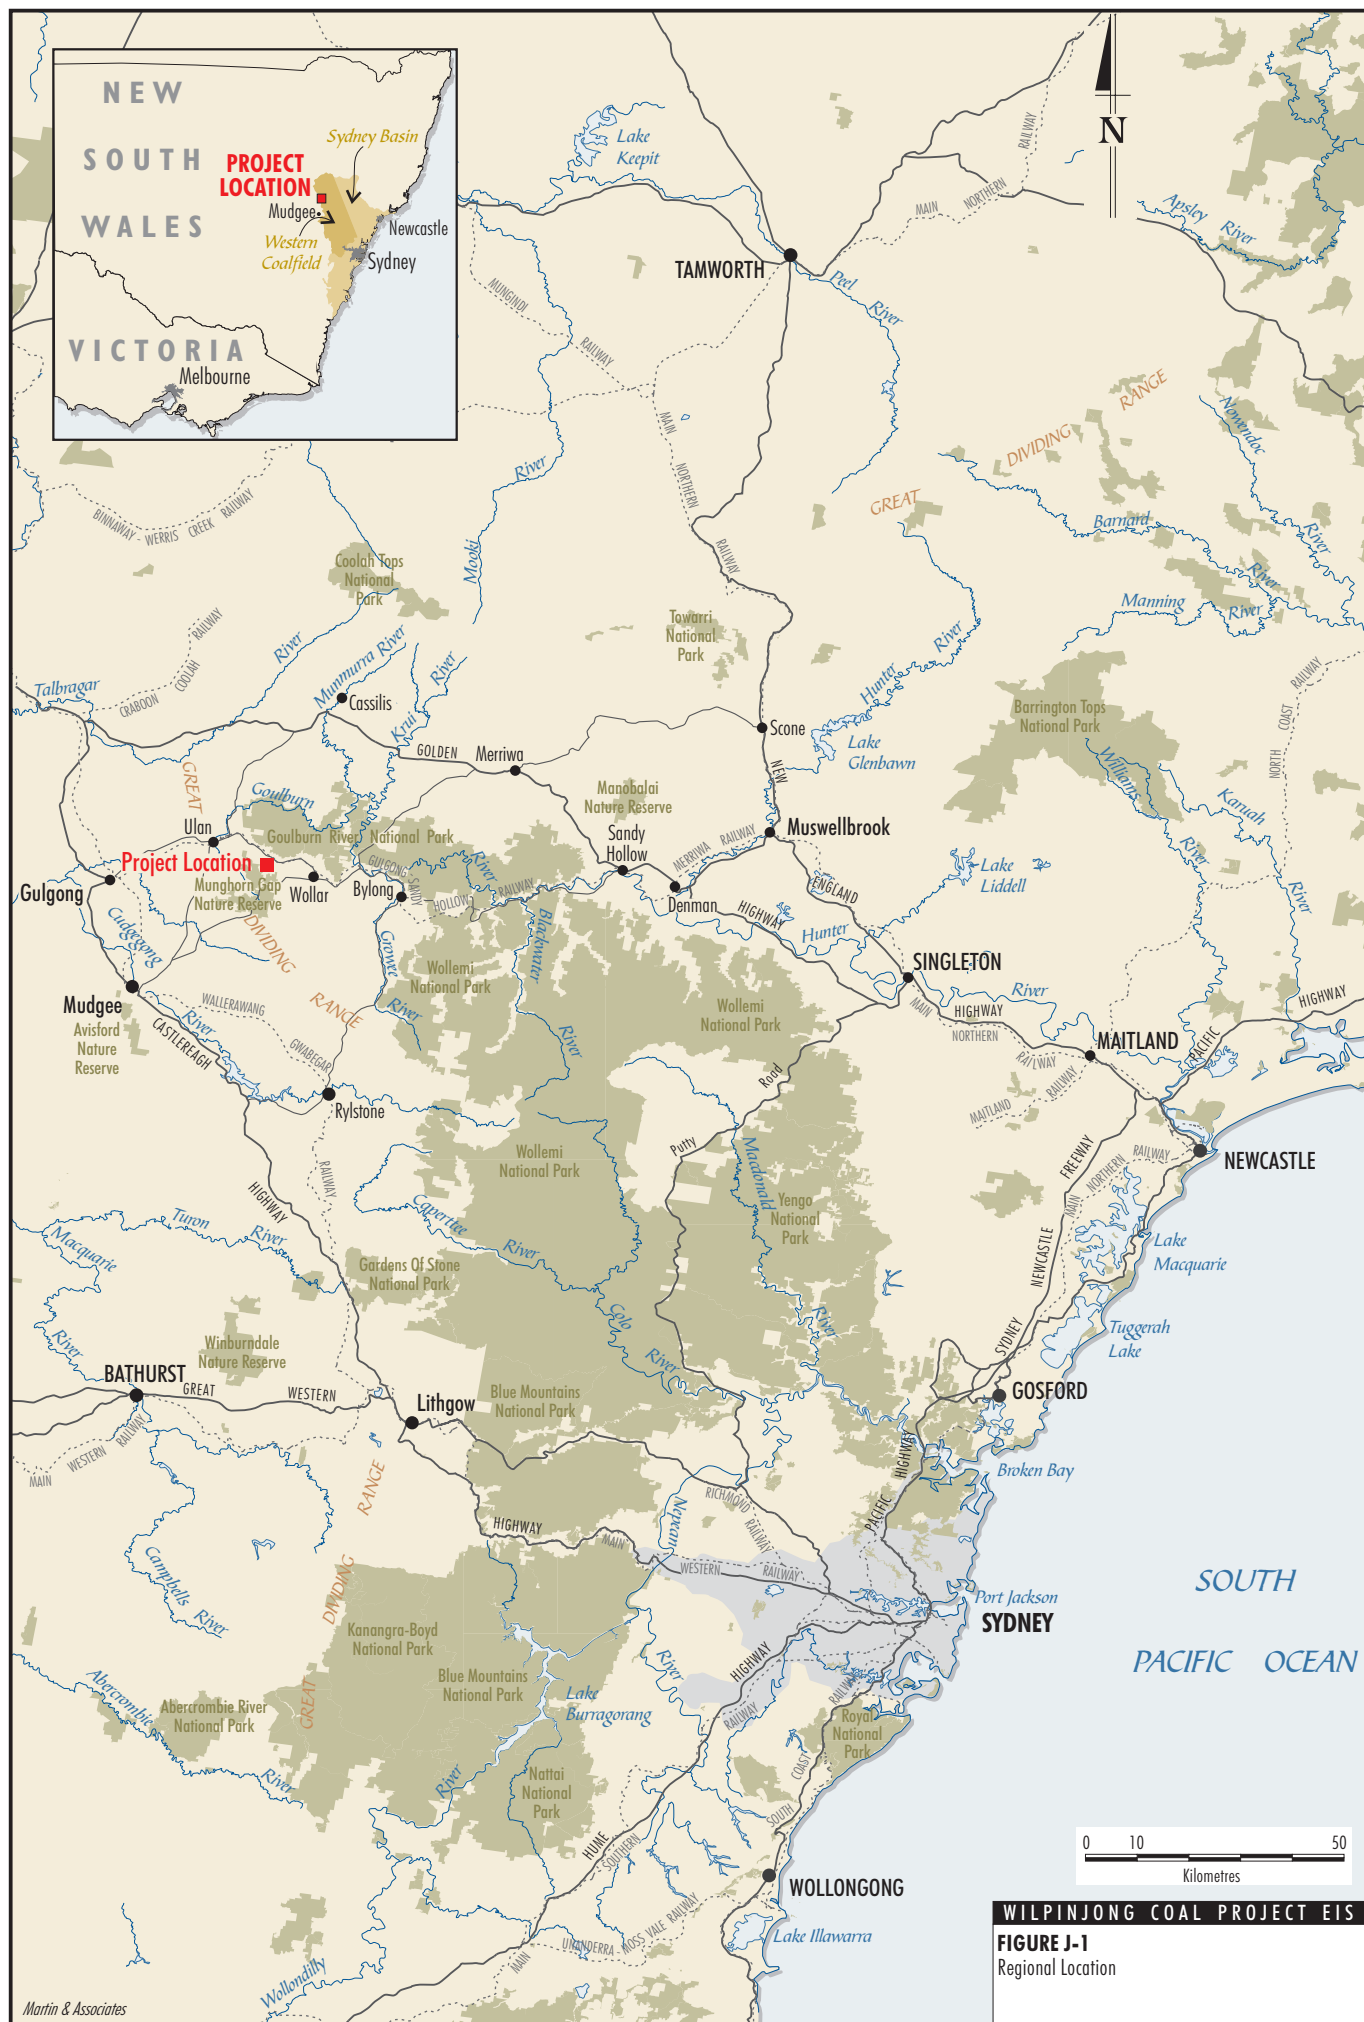 NEW
SOUTH
WALES
VICTORIA
Sydney Basin
PROJECT
LOCATION
Mudgee
Newcastle
Western
Coalfield
Sydney
Melbourne
N
Lake
Keepit
RAILWAY
NORTHERN
MAIN
Apsley
River
TAMWORTH
Peel
River
MUNGINDI
RAILWAY
RANGE
DIVIDING
GREAT
Nowendoc
River
MAIN
NORTHERN
RAILWAY
River
Mooki
BINNAWAY - WERRIS CREEK RAILWAY
Barnard
River
Manning
River
Coolah Tops
National
Park
Towarri
National
Park
RAILWAY
COOLAH
CRABOON
Talbragar
River
Munmurra River
Krui
River
Cassilis
Hunter
River
Scone
Lake
Glenbawn
Barrington Tops
National Park
RAILWAY
COAST
NORTH
GOLDEN
Merriwa
NEW
Williams
River
Karuah
River
GREAT
Goulburn
Manobalai
Nature Reserve
Ulan
Goulburn River National Park
Sandy
Hollow
MERRIWA RAILWAY
Muswellbrook
Project Location
Munghorn Gap
Nature Reserve
Wollar
Bylong
GULGONG
SANDY
HOLLOW
RAILWAY
River
Gulgong
Denman
ENGLAND
HIGHWAY
Lake
Liddell
Cudgegong
DIVIDING
RANGE
Growee
River
Blackwater
River
Hunter
River
SINGLETON
Wollemi
National Park
Wollemi
National Park
Mudgee
WALLERAWANG
GWABEGAR
RAILWAY
Avisford
Nature
Reserve
CASTLEREAGH
River
MAIN
NORTHERN
RAILWAY
HIGHWAY
MAITLAND
PACIFIC
HIGHWAY
Rylstone
Road
Putty
MAITLAND
RAILWAY
Wollemi
National Park
Macdonald
River
FREEWAY
MAIN
NORTHERN
RAILWAY
NEWCASTLE
HIGHWAY
Capertee
River
Yengo
National
Park
Turon
River
Macquarie
River
Lake
Macquarie
NEWCASTLE
SYDNEY
Gardens Of Stone
National Park
Colo
River
Winburndale
Nature Reserve
Tuggerah
Lake
BATHURST
GREAT
WESTERN
Lithgow
Blue Mountains
National Park
GOSFORD
MAIN
WESTERN
RAILWAY
RANGE
DIVIDING
GREAT
HIGHWAY
PACIFIC
HIGHWAY
Broken Bay
RICHMOND
RAILWAY
Nepean
River
MAIN
WESTERN
RAILWAY
Campbells
River
Port Jackson
SYDNEY
SOUTH
PACIFIC OCEAN
Kanangra-Boyd
National Park
Blue Mountains
National Park
Lake
Burragorang
HIGHWAY
RAILWAY
RAILWAY
Abercrombie
River
Abercrombie River
National Park
Royal
National
Park
Nattai
National
Park
River
COAST
SOUTH
HUME
SOUTHERN
MAIN
WOLLONGONG
UNANDERRA - MOSS VALE RAILWAY
Lake Illawarra
Wollondilly
0 10 50
Kilometres
WILPINJONG COAL PROJECT EIS
FIGURE J-1
Regional Location
Martin & Associates